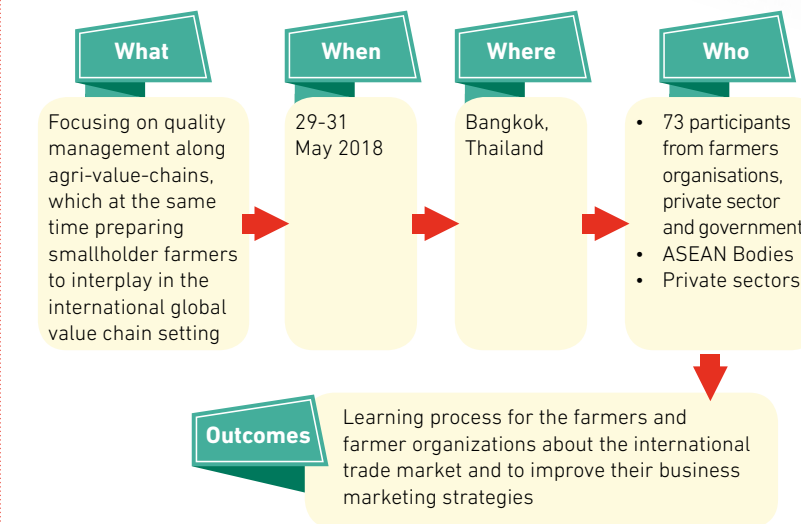 What
Focusing on quality
management along
agri-value-chains,
which at the same
time preparing
smallholder farmers
to interplay in the
international global
value chain setting
When
29-31
May 2018
Where
Bangkok,
Thailand
Who
• 73 participants
from farmers
organisations,
private sector
and government
• ASEAN Bodies
• Private sectors
Outcomes
Learning process for the farmers and
farmer organizations about the international
trade market and to improve their business
marketing strategies